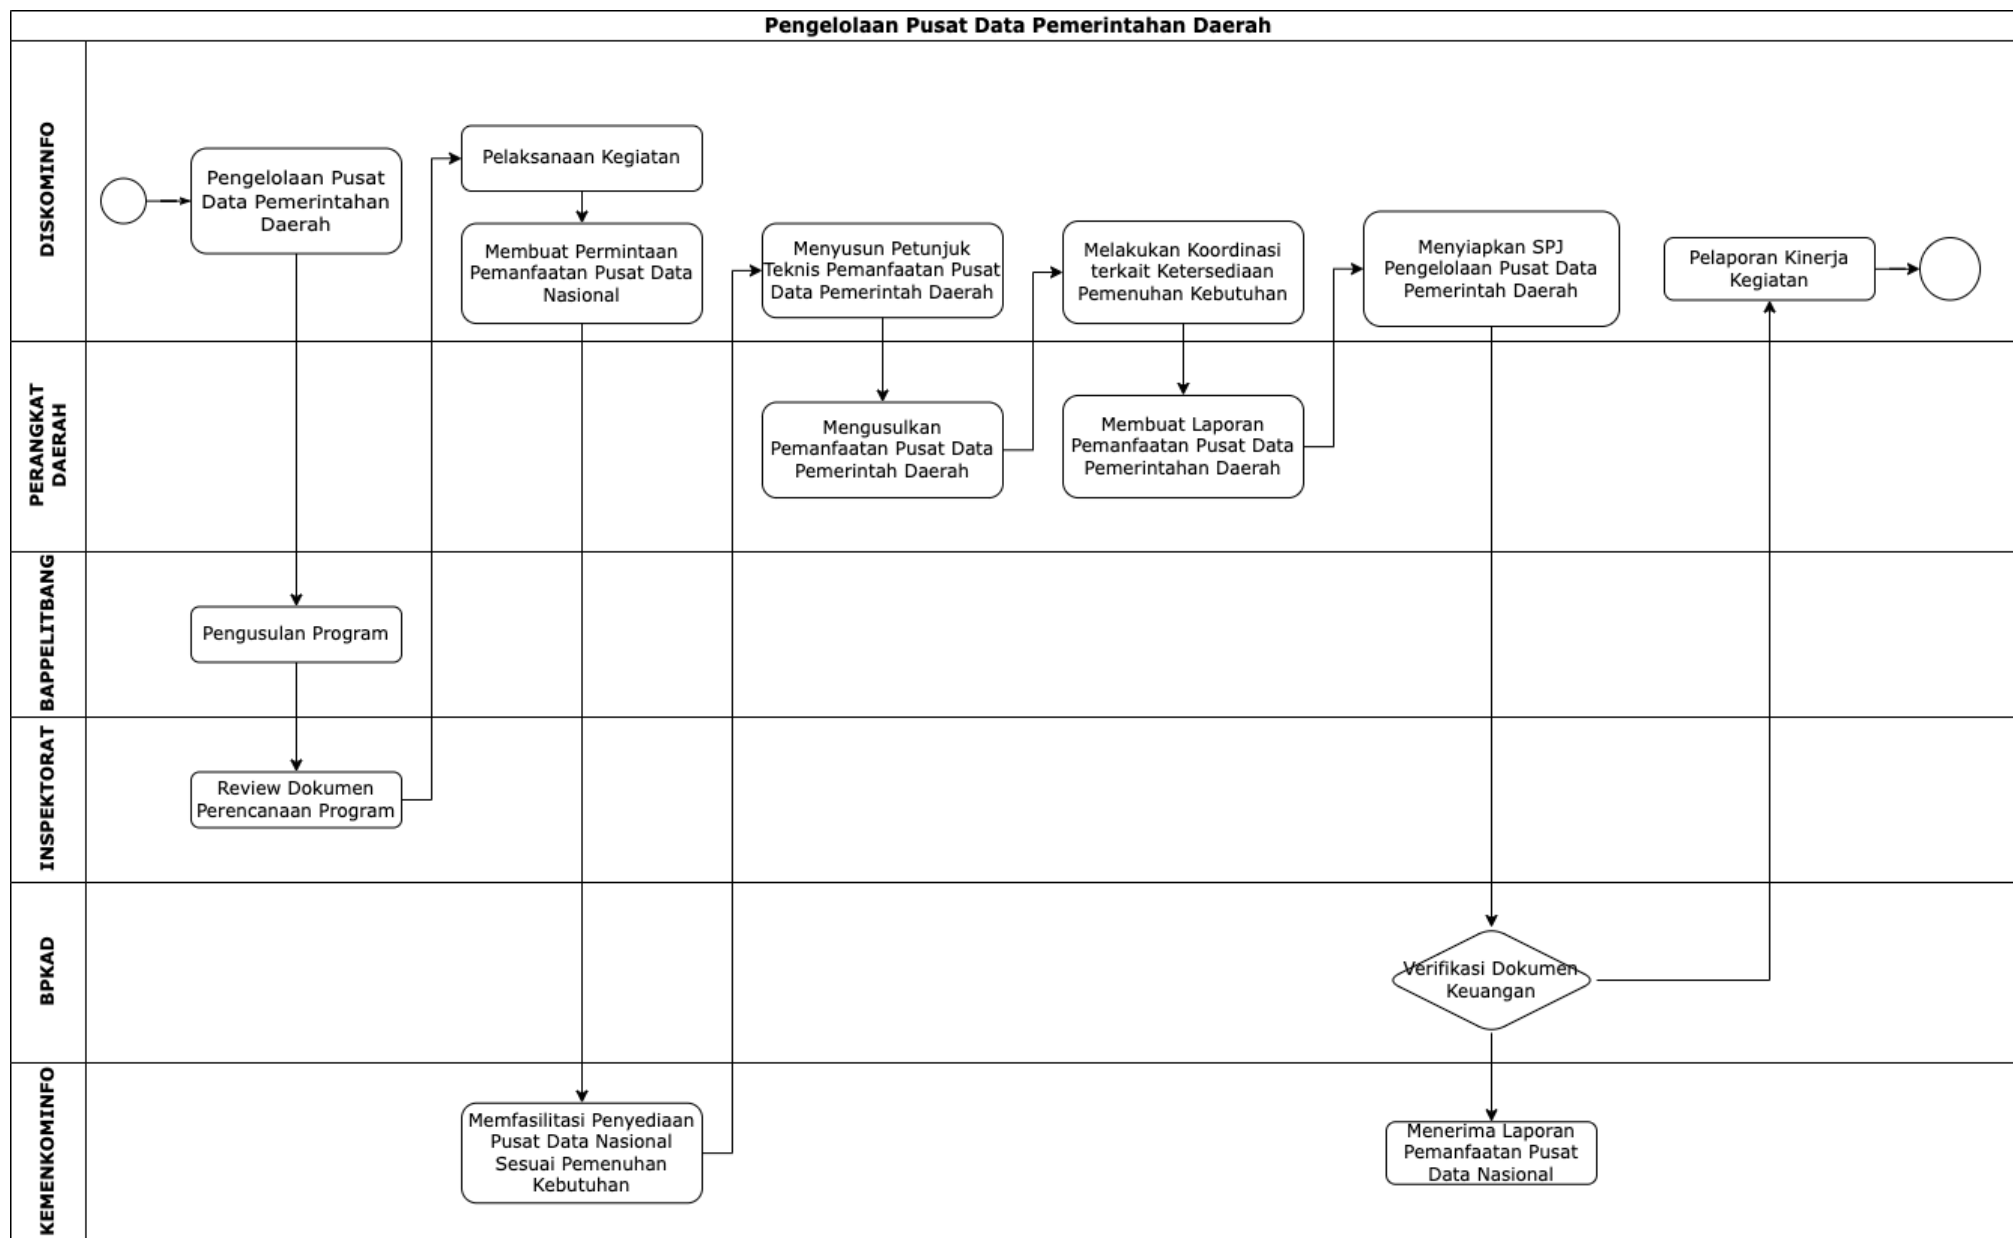 Pengelolaan Pusat Data Pemerintahan Daerah
DISKOMINFO
Pengelolaan Pusat
Data Pemerintahan
Daerah
Pelaksanaan Kegiatan
Membuat Permintaan
Pemanfaatan Pusat Data
Nasional
Menyusun Petunjuk
Teknis Pemanfaatan Pusat
Data Pemerintah Daerah
Melakukan Koordinasi
terkait Ketersediaan
Pemenuhan Kebutuhan
Menyiapkan SPJ
Pengelolaan Pusat Data
Pemerintah Daerah
Pelaporan Kinerja
Kegiatan
PERANGKAT
DAERAH
Mengusulkan
Pemanfaatan Pusat Data
Pemerintah Daerah
Membuat Laporan
Pemanfaatan Pusat Data
Pemerintahan Daerah
BAPPELITBANG
Pengusulan Program
INSPEKTORAT
Review Dokumen
Perencanaan Program
BPKAD
Verifikasi Dokumen
Keuangan
KEMENKOMINFO
Memfasilitasi Penyediaan
Pusat Data Nasional
Sesuai Pemenuhan
Kebutuhan
Menerima Laporan
Pemanfaatan Pusat
Data Nasional